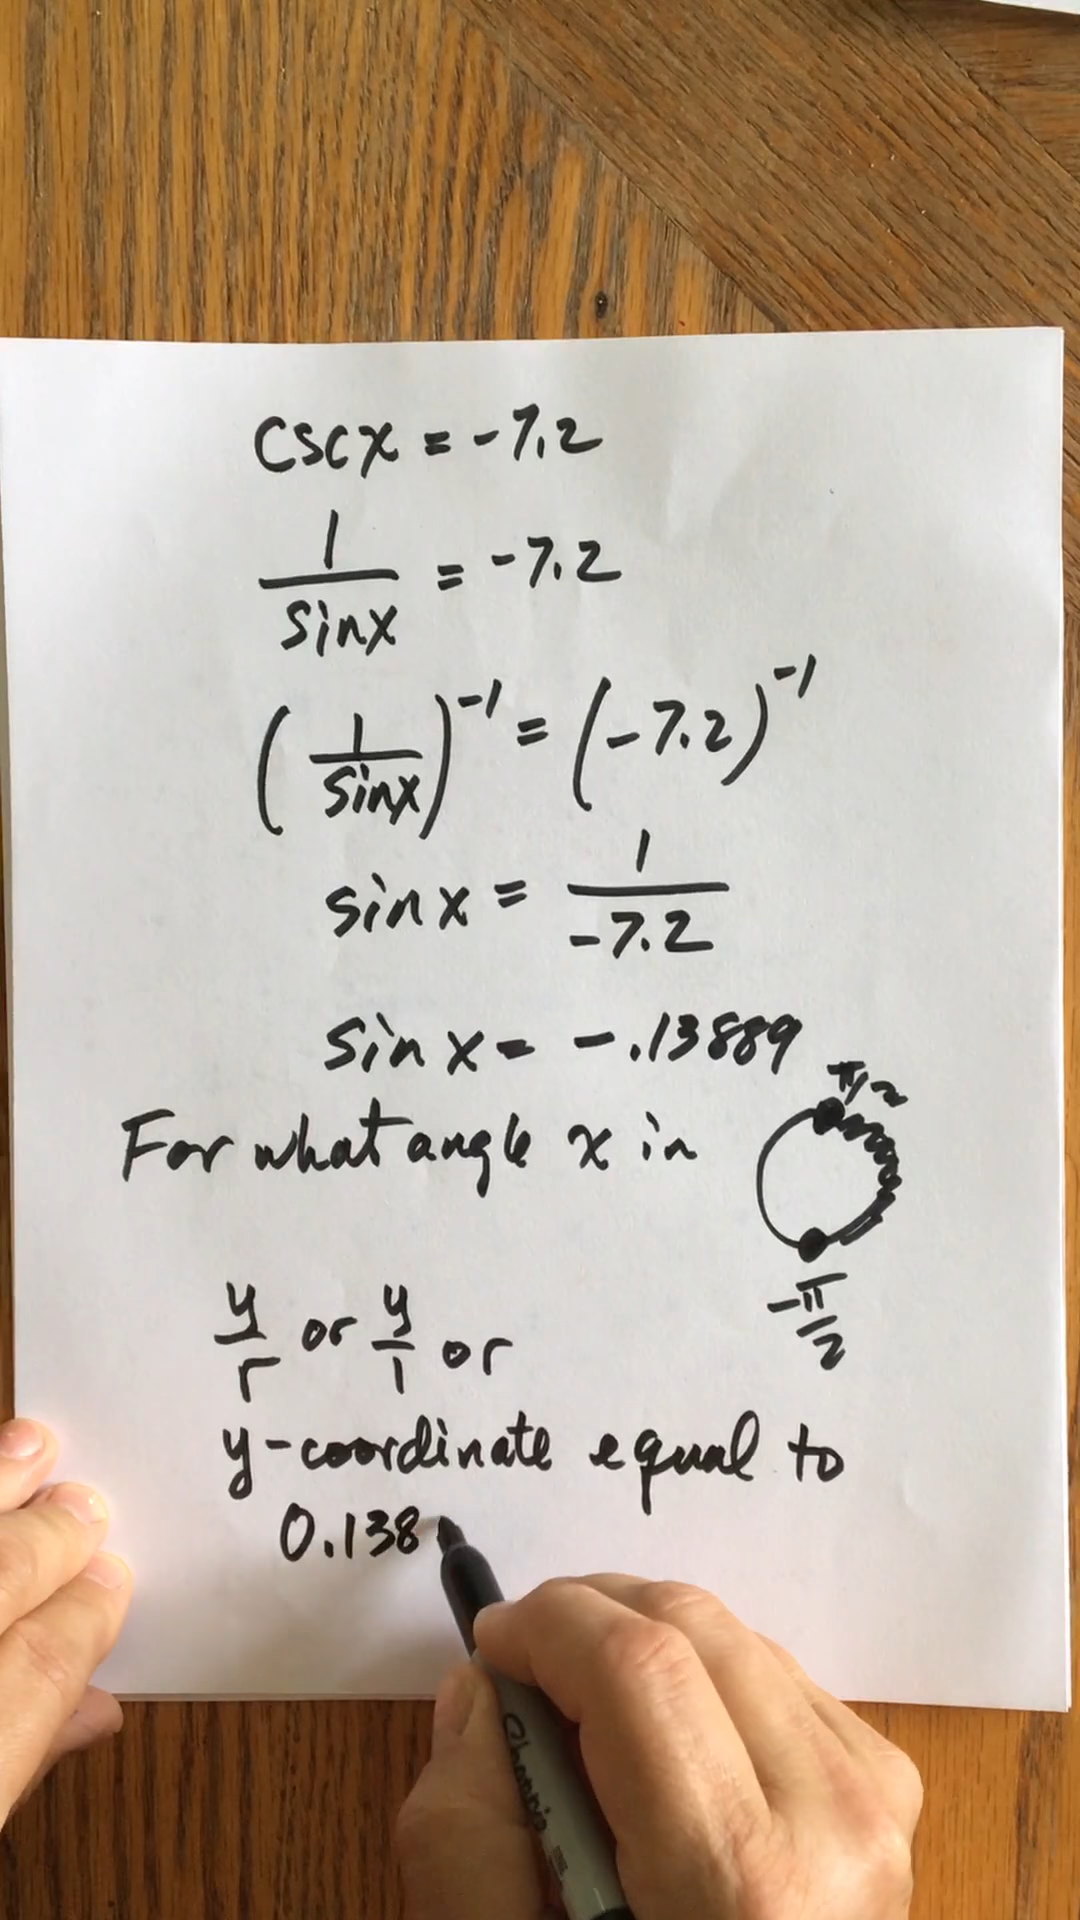 cscx = -7.2
1
sinx
= -7.2
(1/sinx)⁻¹ = (-7.2)⁻¹
sinx = 1/-7.2
sin x = -.13889
π/2
For what angle x in
-π/2
y/r or y/1 or
y-coordinate equal to
0.138
Sharpie